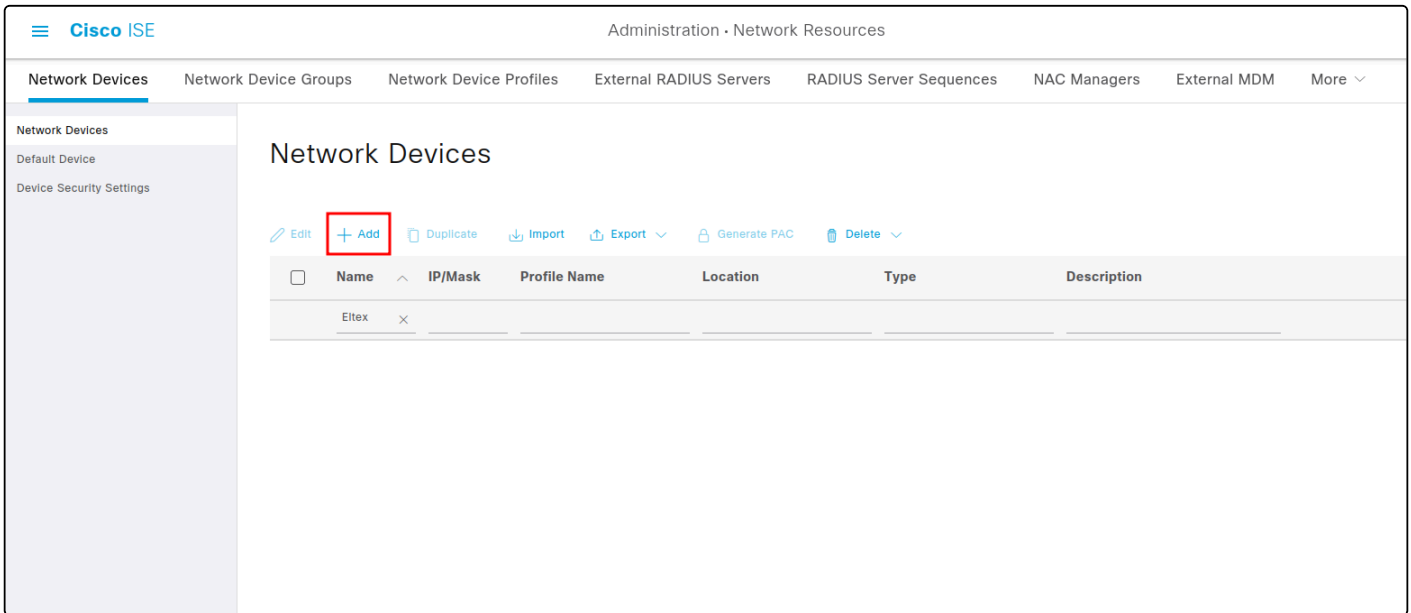 Cisco ISE
Administration · Network Resources
Network Devices Network Device Groups Network Device Profiles External RADIUS Servers RADIUS Server Sequences NAC Managers External MDM More
Network Devices
Default Device
Device Security Settings
Network Devices
Edit Add Duplicate Import Export Generate PAC Delete
Name IP/Mask Profile Name Location Type Description
Eltex